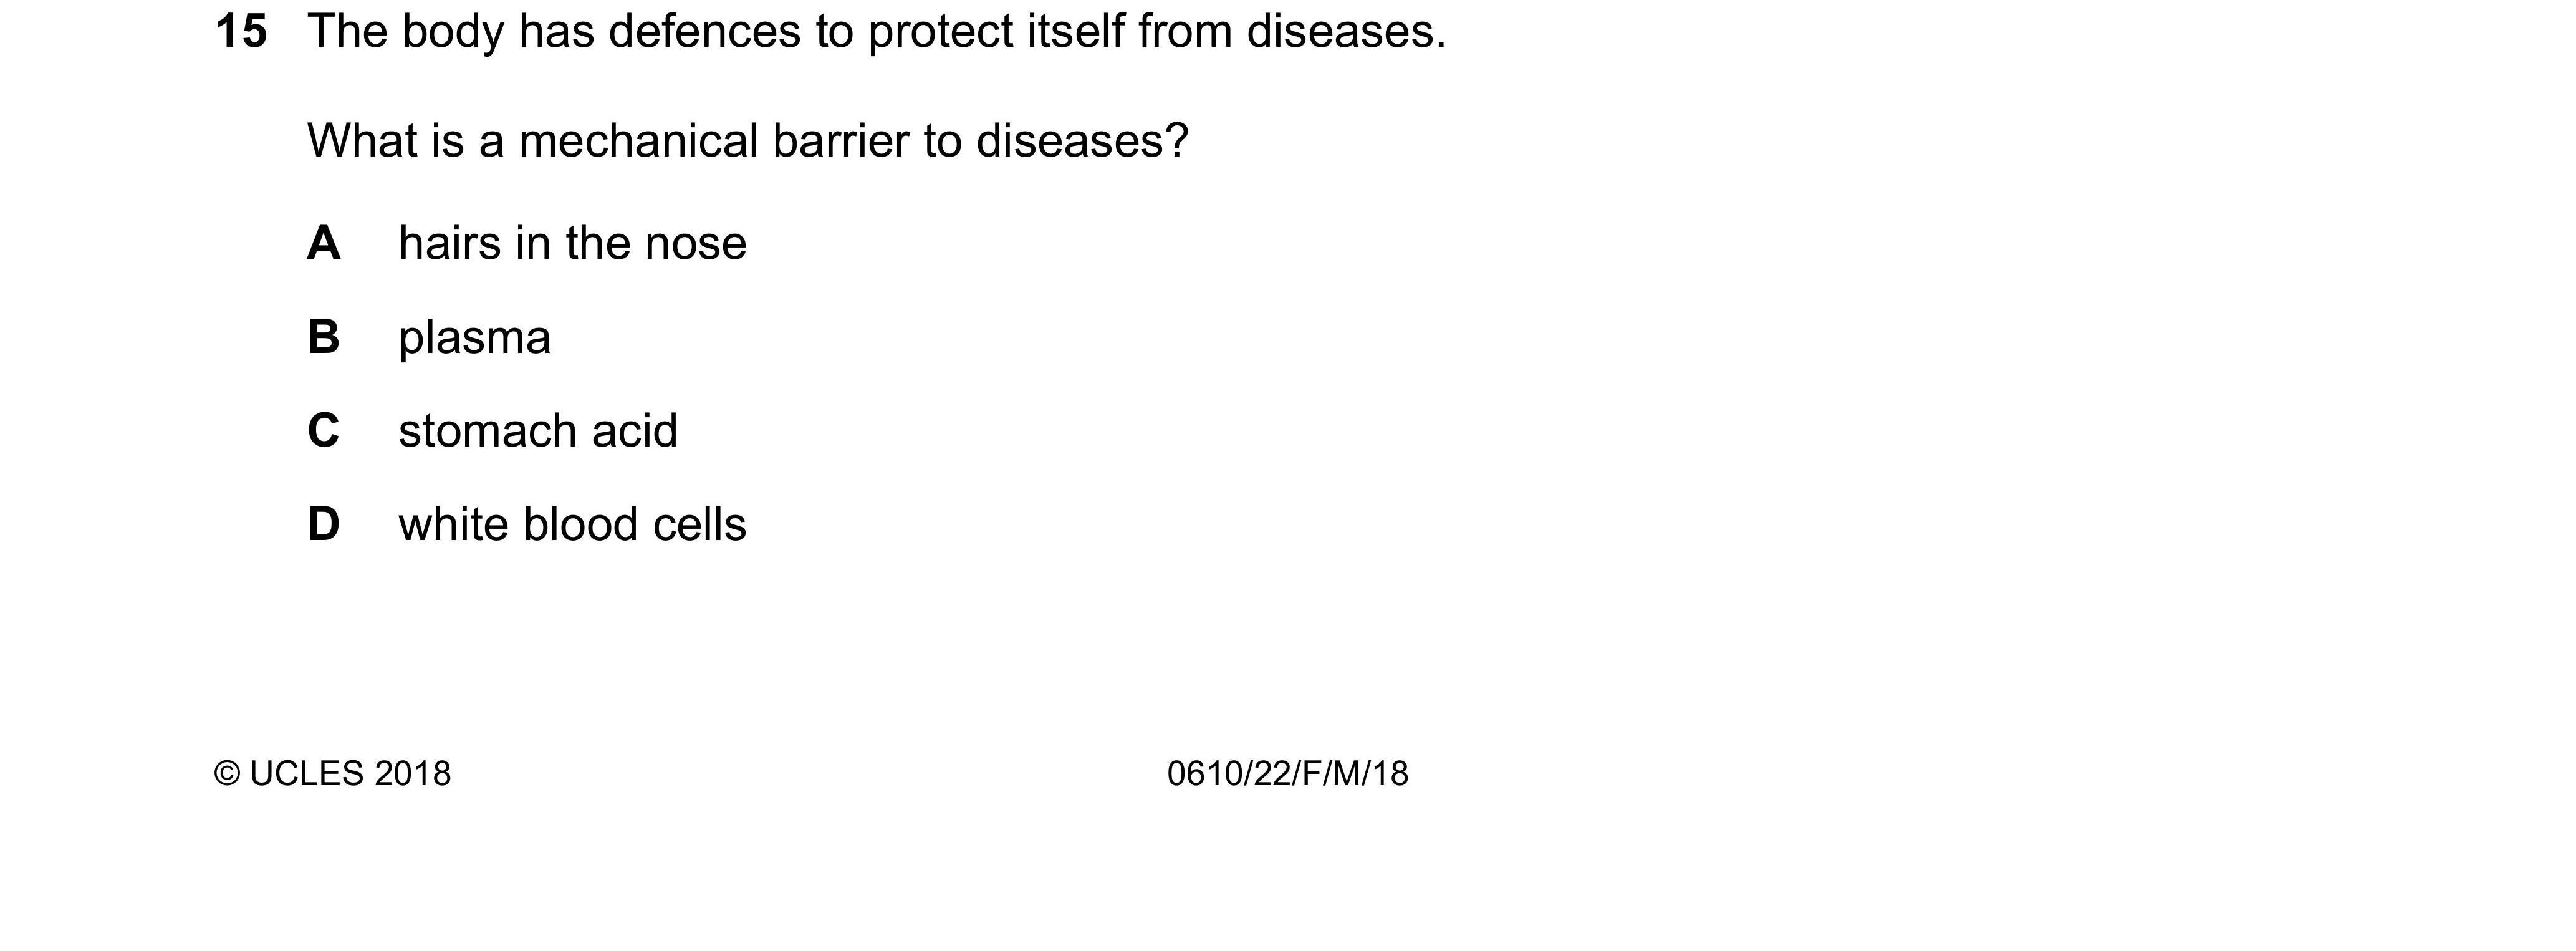 15 The body has defences to protect itself from diseases.
What is a mechanical barrier to diseases?
A hairs in the nose
B plasma
C stomach acid
D white blood cells
© UCLES 2018 0610/22/F/M/18